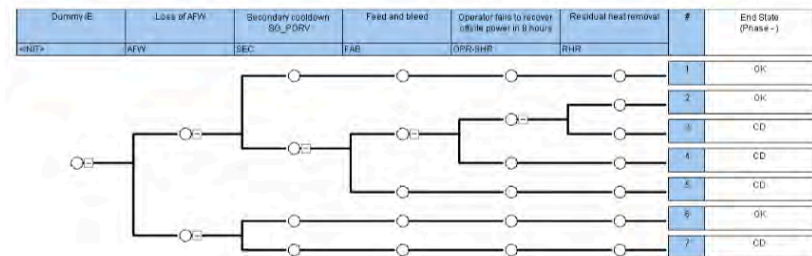 Dummy IE
Loss of AFW
Secondary cooldown
SG_PORV
Feed and bleed
Operator fails to recover
offsite power in 8 hours
Residual heat removal
#
End State
(Phase -)
<INIT>
AFW
SEC
FAB
OPR-8HR
RHR
1
OK
2
OK
3
CD
4
CD
5
CD
6
OK
7
CD